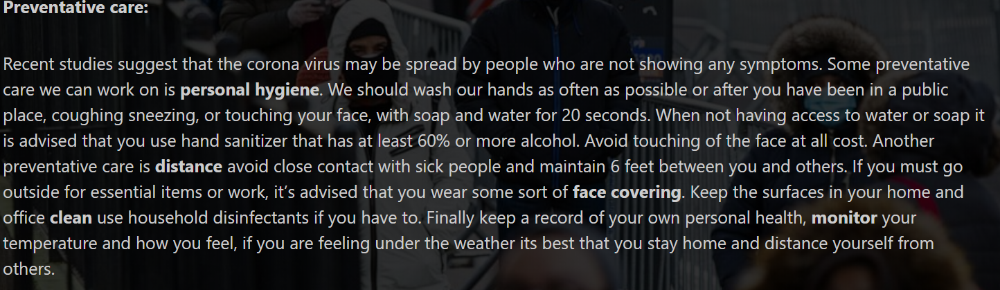 Preventative care:
Recent studies suggest that the corona virus may be spread by people who are not showing any symptoms. Some preventative
care we can work on is personal hygiene. We should wash our hands as often as possible or after you have been in a public
place, coughing sneezing, or touching your face, with soap and water for 20 seconds. When not having access to water or soap it
is advised that you use hand sanitizer that has at least 60% or more alcohol. Avoid touching of the face at all cost. Another
preventative care is distance avoid close contact with sick people and maintain 6 feet between you and others. If you must go
outside for essential items or work, it’s advised that you wear some sort of face covering. Keep the surfaces in your home and
office clean use household disinfectants if you have to. Finally keep a record of your own personal health, monitor your
temperature and how you feel, if you are feeling under the weather its best that you stay home and distance yourself from
others.